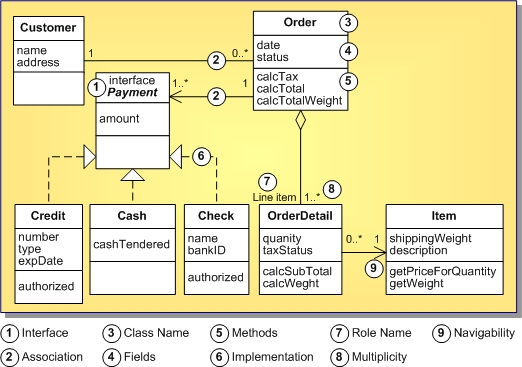 Customer
name
address
1
2
0..*
Order
3
date
status
4
calcTax
calcTotal
calcTotalWeight
5
interface
Payment
1
amount
1..*
2
1
6
7
Line item
1..*
8
Credit
number
type
expDate
authorized
Cash
cashTendered
Check
name
bankID
authorized
OrderDetail
quanity
taxStatus
calcSubTotal
calcWeght
0..*
1
9
Item
shippingWeight
description
getPriceForQuantity
getWeight
1 Interface
3 Class Name
5 Methods
7 Role Name
9 Navigability
2 Association
4 Fields
6 Implementation
8 Multiplicity